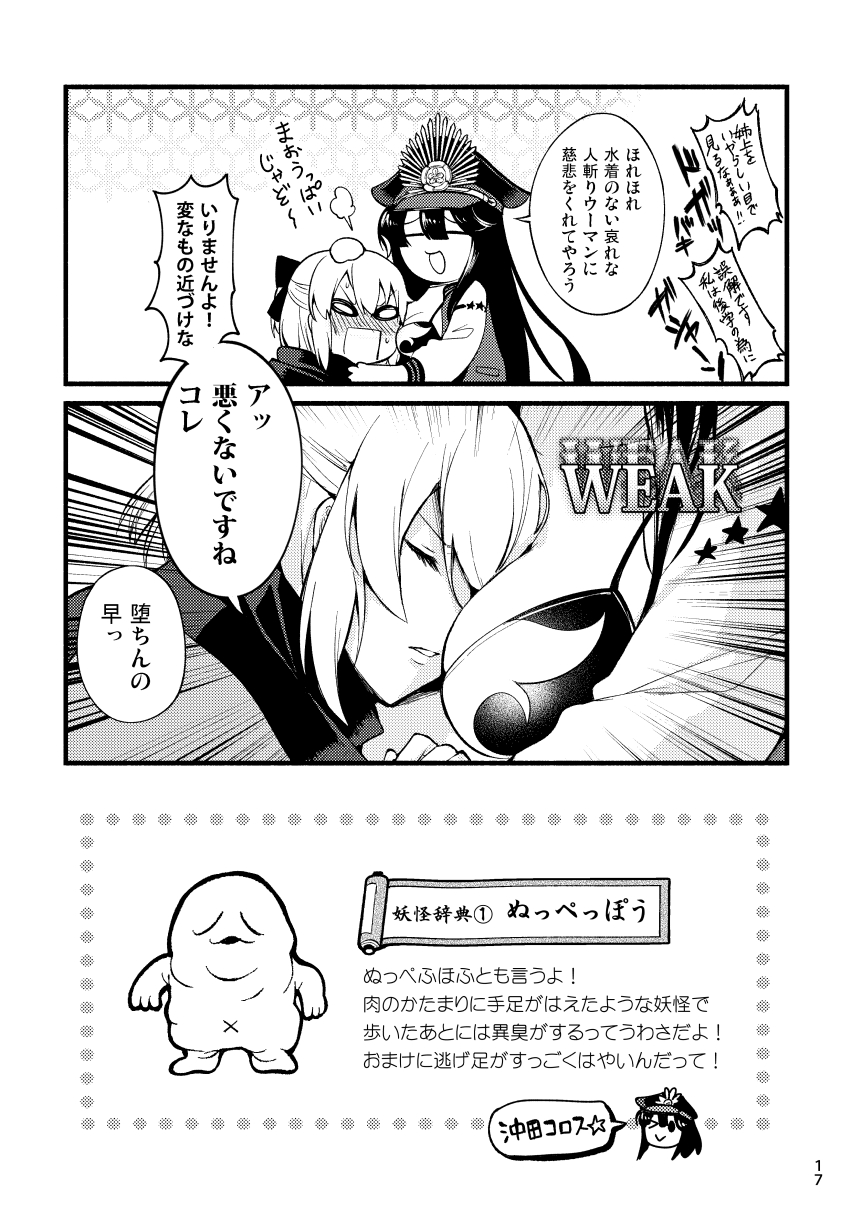 姉上を
いやらしい目で
見るなぁぁぁ!!
ドガッ
ギャー
誤解です
私は後学の為に
ほれほれ
水着のない哀れな
人斬りウーマンに
慈悲をくれてやろう
まおうっぱい
じゃぞ〜
いりませんよ!
変なもの近づけな
アッ
悪くないですね
コレ
WEAK
堕ちんの
早っ
妖怪辞典① ぬっぺっぽう
ぬっぺふほふとも言うよ!
肉のかたまりに手足がはえたような妖怪で
歩いたあとには異臭がするってうわさだよ!
おまけに逃げ足がすっごくはやいんだって!
沖田コロス☆
17